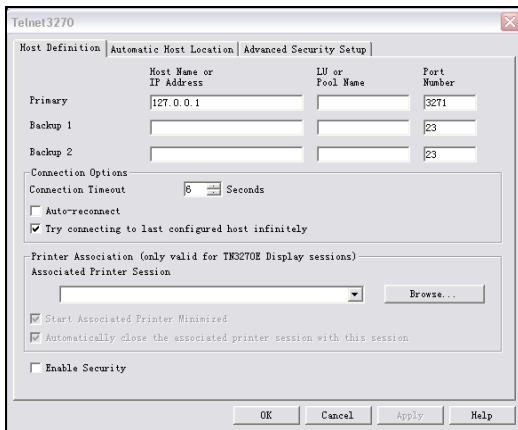 Telnet3270
Host Definition Automatic Host Location Advanced Security Setup
Host Name or LU or Port
IP Address Pool Name Number
Primary 127.0.0.1 3271
Backup 1 23
Backup 2 23
Connection Options
Connection Timeout 6 Seconds
Auto-reconnect
Try connecting to last configured host infinitely
Printer Association (only valid for TN3270E Display sessions)
Associated Printer Session
Browse...
Start Associated Printer Minimized
Automatically close the associated printer session with this session
Enable Security
OK Cancel Apply Help